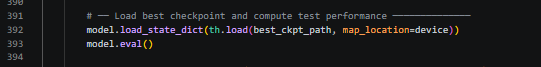 390
391 # — Load best checkpoint and compute test performance ——————————————
392 model.load_state_dict(th.load(best_ckpt_path, map_location=device))
393 model.eval()
394